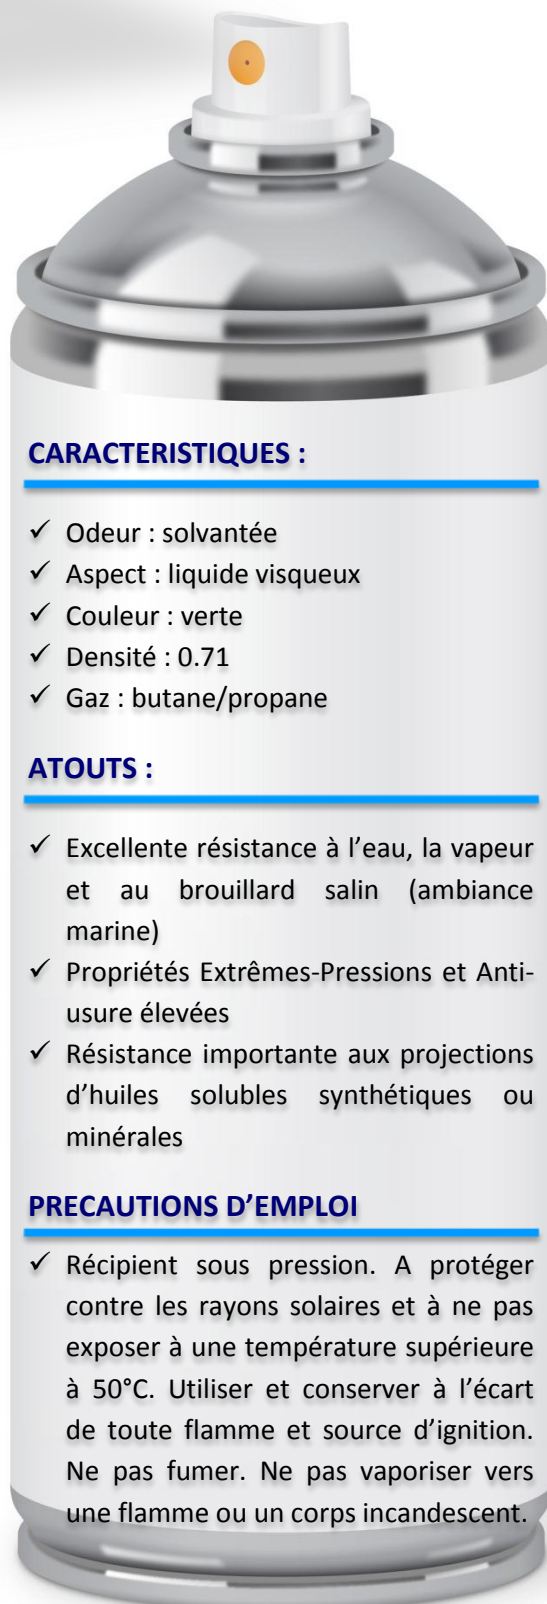 CARACTERISTIQUES :
✓ Odeur : solvantée
✓ Aspect : liquide visqueux
✓ Couleur : verte
✓ Densité : 0.71
✓ Gaz : butane/propane
ATOUTS :
✓ Excellente résistance à l’eau, la vapeur
et au brouillard salin (ambiance
marine)
✓ Propriétés Extrêmes-Pressions et Anti-
usure élevées
✓ Résistance importante aux projections
d’huiles solubles synthétiques ou
minérales
PRECAUTIONS D’EMPLOI
✓ Récipient sous pression. A protéger
contre les rayons solaires et à ne pas
exposer à une température supérieure
à 50°C. Utiliser et conserver à l’écart
de toute flamme et source d’ignition.
Ne pas fumer. Ne pas vaporiser vers
une flamme ou un corps incandescent.